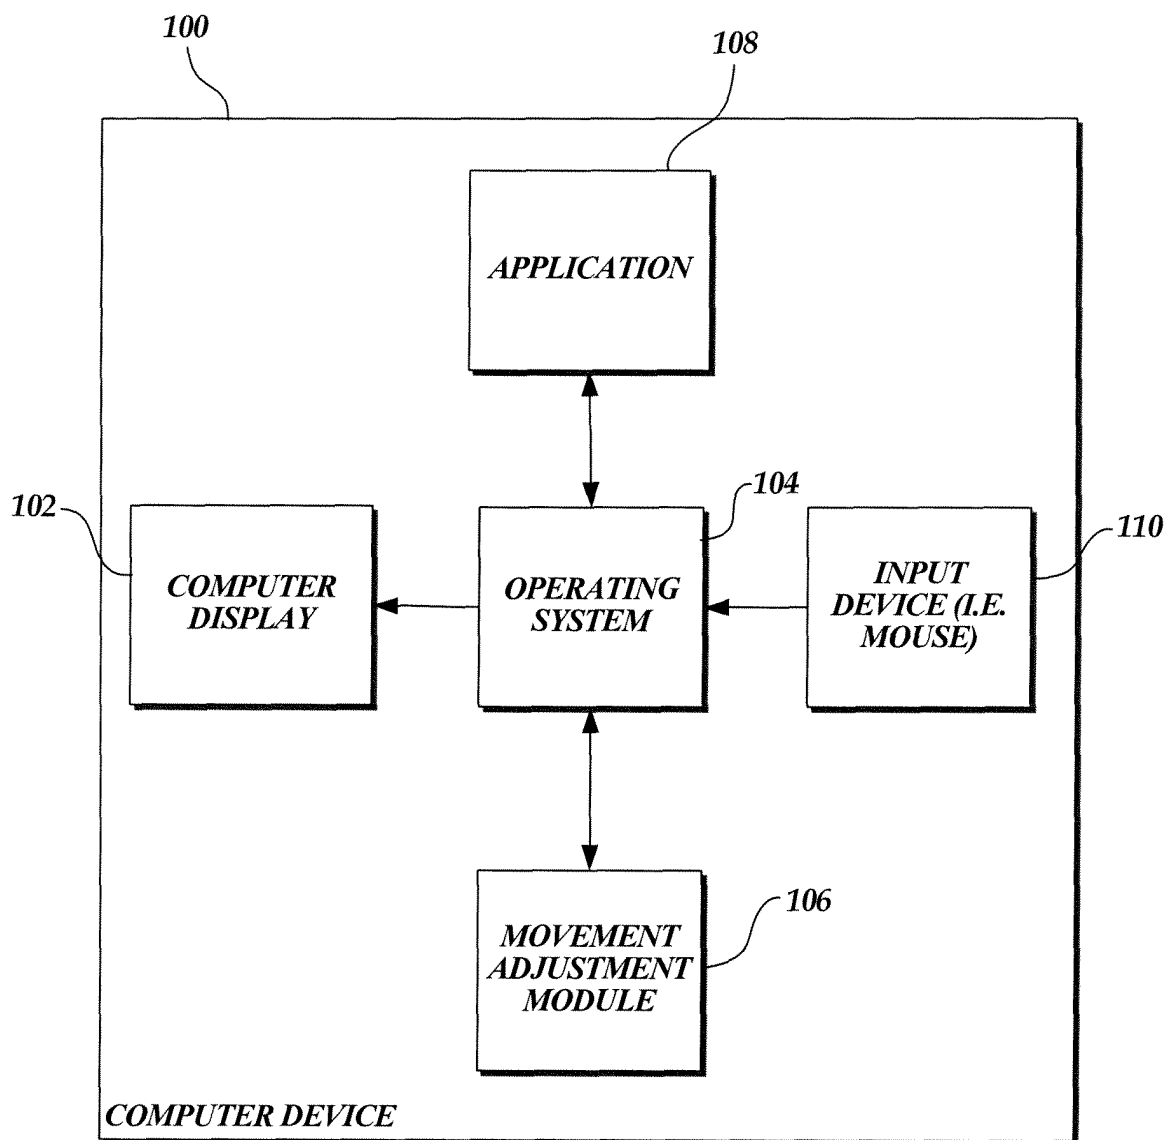 100
108
APPLICATION
102
104
110
COMPUTER
DISPLAY
OPERATING
SYSTEM
INPUT
DEVICE (I.E.
MOUSE)
106
MOVEMENT
ADJUSTMENT
MODULE
COMPUTER DEVICE